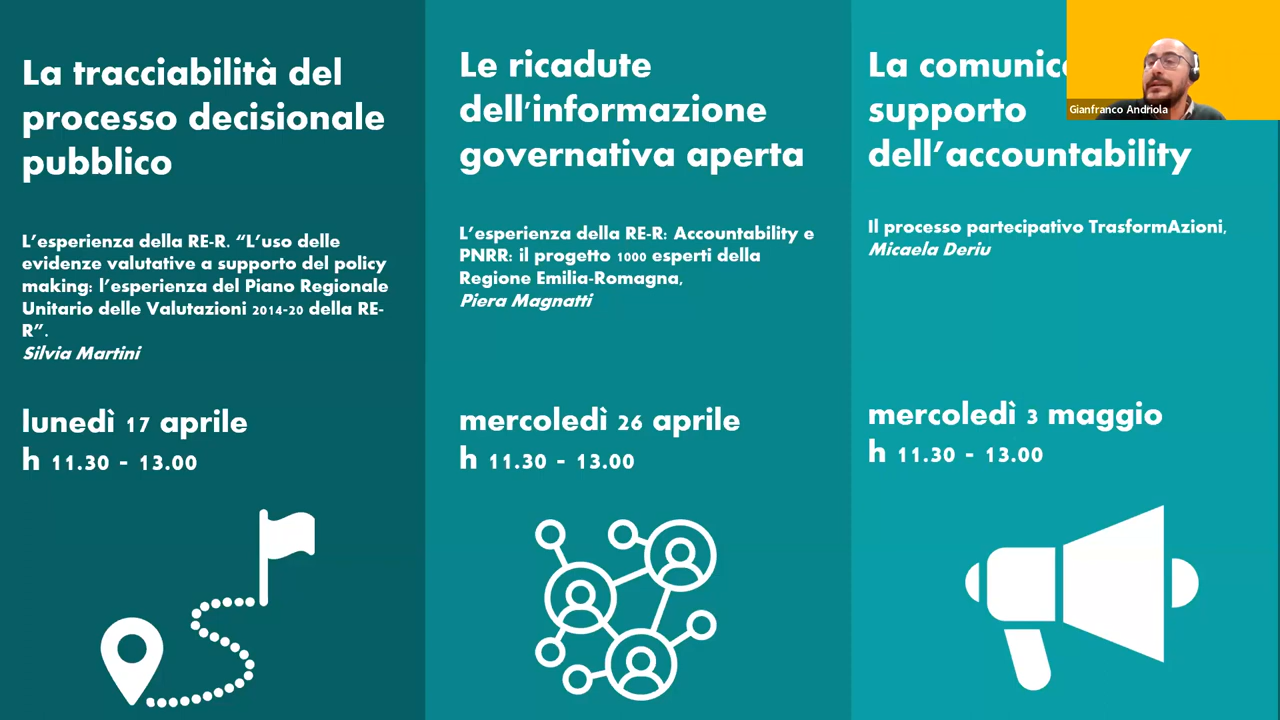 La tracciabilità del
processo decisionale
pubblico
L'esperienza della RE-R. “L'uso delle
evidenze valutative a supporto del policy
making: l'esperienza del Piano Regionale
Unitario delle Valutazioni 2014-20 della RE-
R”.
Silvia Martini
lunedì 17 aprile
h 11.30 - 13.00
Le ricadute
dell'informazione
governativa aperta
L'esperienza della RE-R: Accountability e
PNRR: il progetto 1000 esperti della
Regione Emilia-Romagna,
Piera Magnatti
mercoledì 26 aprile
h 11.30 - 13.00
La
supporto
dell'accountability
Il processo partecipativo TrasformAzioni,
Micaela Deriu
mercoledì 3 maggio
h 11.30 - 13.00
Gianfranco Andriola